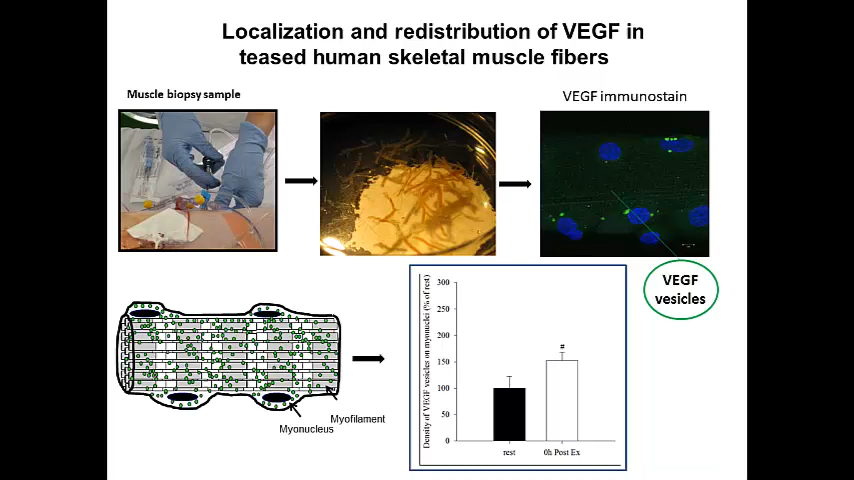 Localization and redistribution of VEGF in
teased human skeletal muscle fibers
Muscle biopsy sample
VEGF immunostain
VEGF
vesicles
Myofilament
Myonucleus
Density of VEGF vesicles on myonuclei (% of rest)
300
250
200
150
100
50
0
#
rest
0h Post Ex